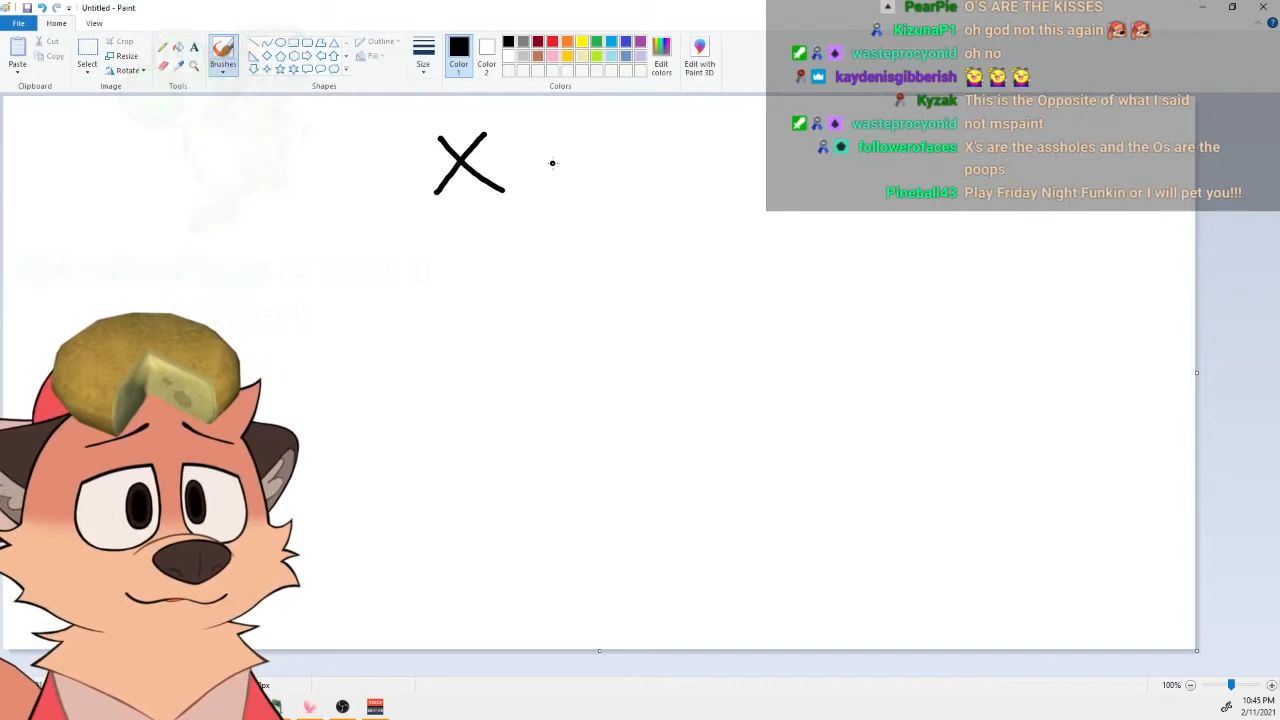 Untitled - Paint
File
Home
View
Paste
Cut
Copy
Clipboard
Select
Crop
Resize
Rotate
Image
A
Tools
Brushes
Shapes
Outline
Fill
Size
Color 1
Color 2
Edit colors
Edit with Paint 3D
Colors
PearPie O'S ARE THE KISSES
KizunaP1 oh god not this again
wasteprocyonid oh no
kaydenisgibberish
Kyzak This is the Opposite of what I said
wasteprocyonid not mspaint
followerofaces X's are the assholes and the Os are the
poops
Pineball43 Play Friday Night Funkin or I will pet you!!!
X
100%
10:45 PM
2/11/2021